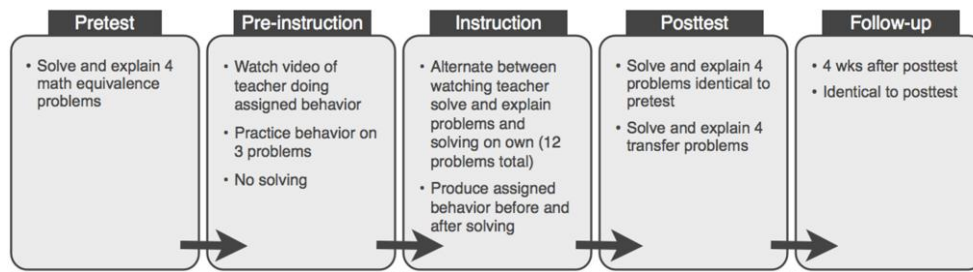 Pretest
• Solve and explain 4
math equivalence
problems
Pre-instruction
• Watch video of
teacher doing
assigned behavior
• Practice behavior on
3 problems
• No solving
Instruction
• Alternate between
watching teacher
solve and explain
problems and
solving on own (12
problems total)
• Produce assigned
behavior before and
after solving
Posttest
• Solve and explain 4
problems identical to
pretest
• Solve and explain 4
transfer problems
Follow-up
• 4 wks after posttest
• Identical to posttest